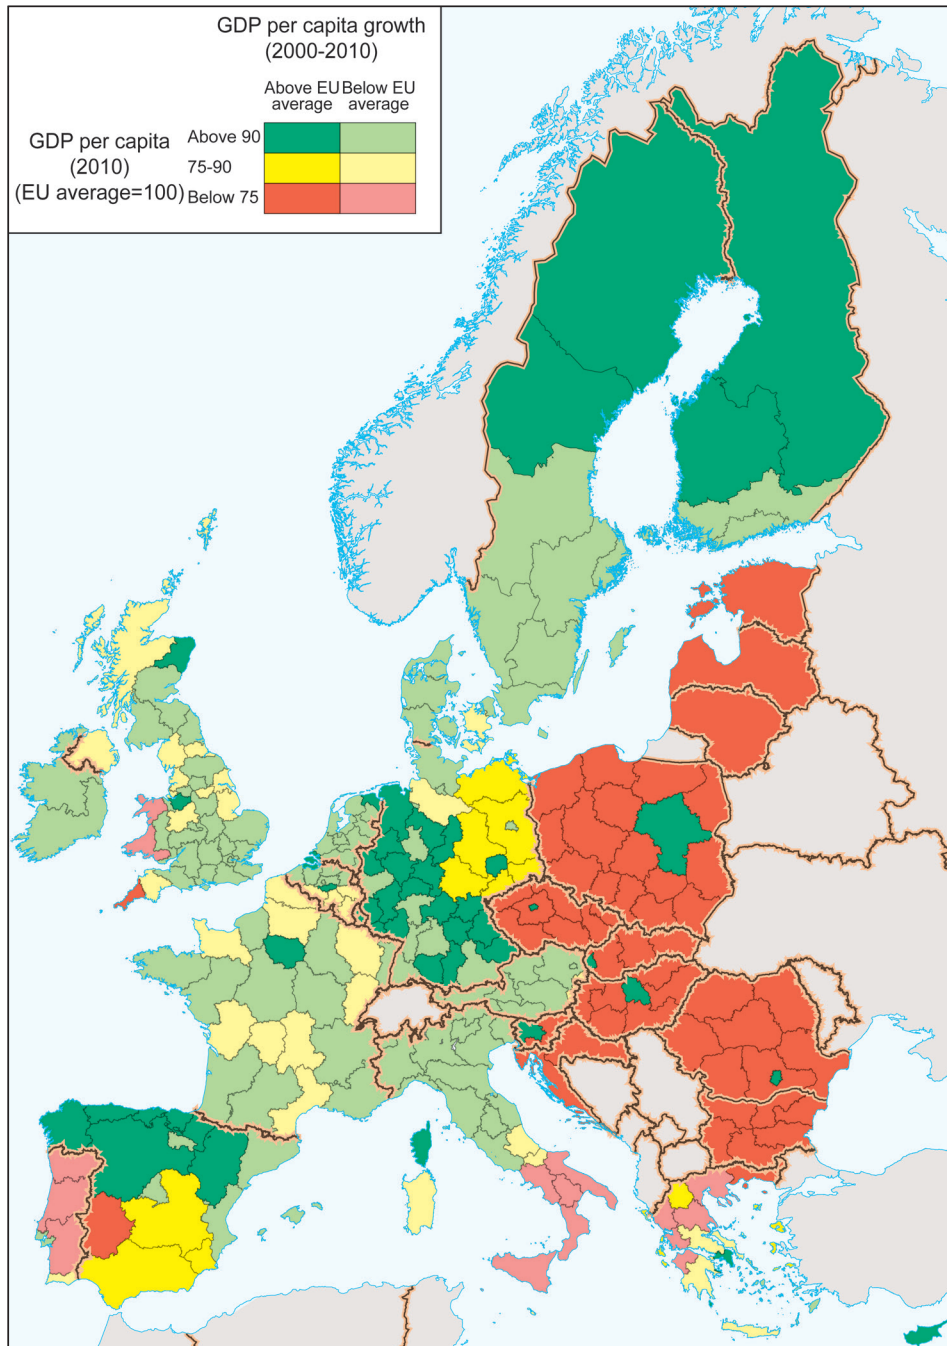 GDP per capita growth
(2000-2010)
Above EU average
Below EU average
GDP per capita
(2010)
(EU average=100)
Above 90
75-90
Below 75